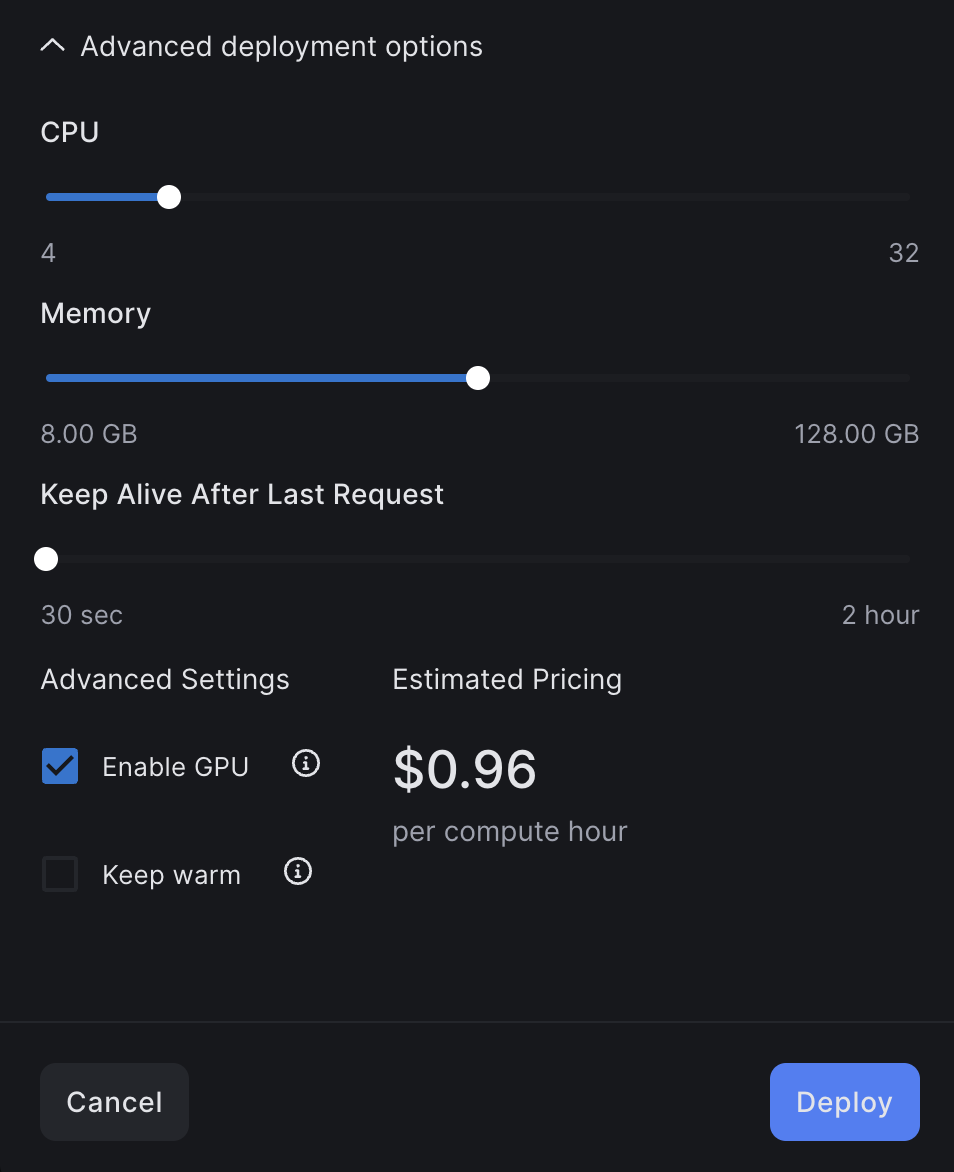 Advanced deployment options
CPU
4 32
Memory
8.00 GB 128.00 GB
Keep Alive After Last Request
30 sec 2 hour
Advanced Settings Estimated Pricing
Enable GPU $0.96
per compute hour
Keep warm
Cancel Deploy